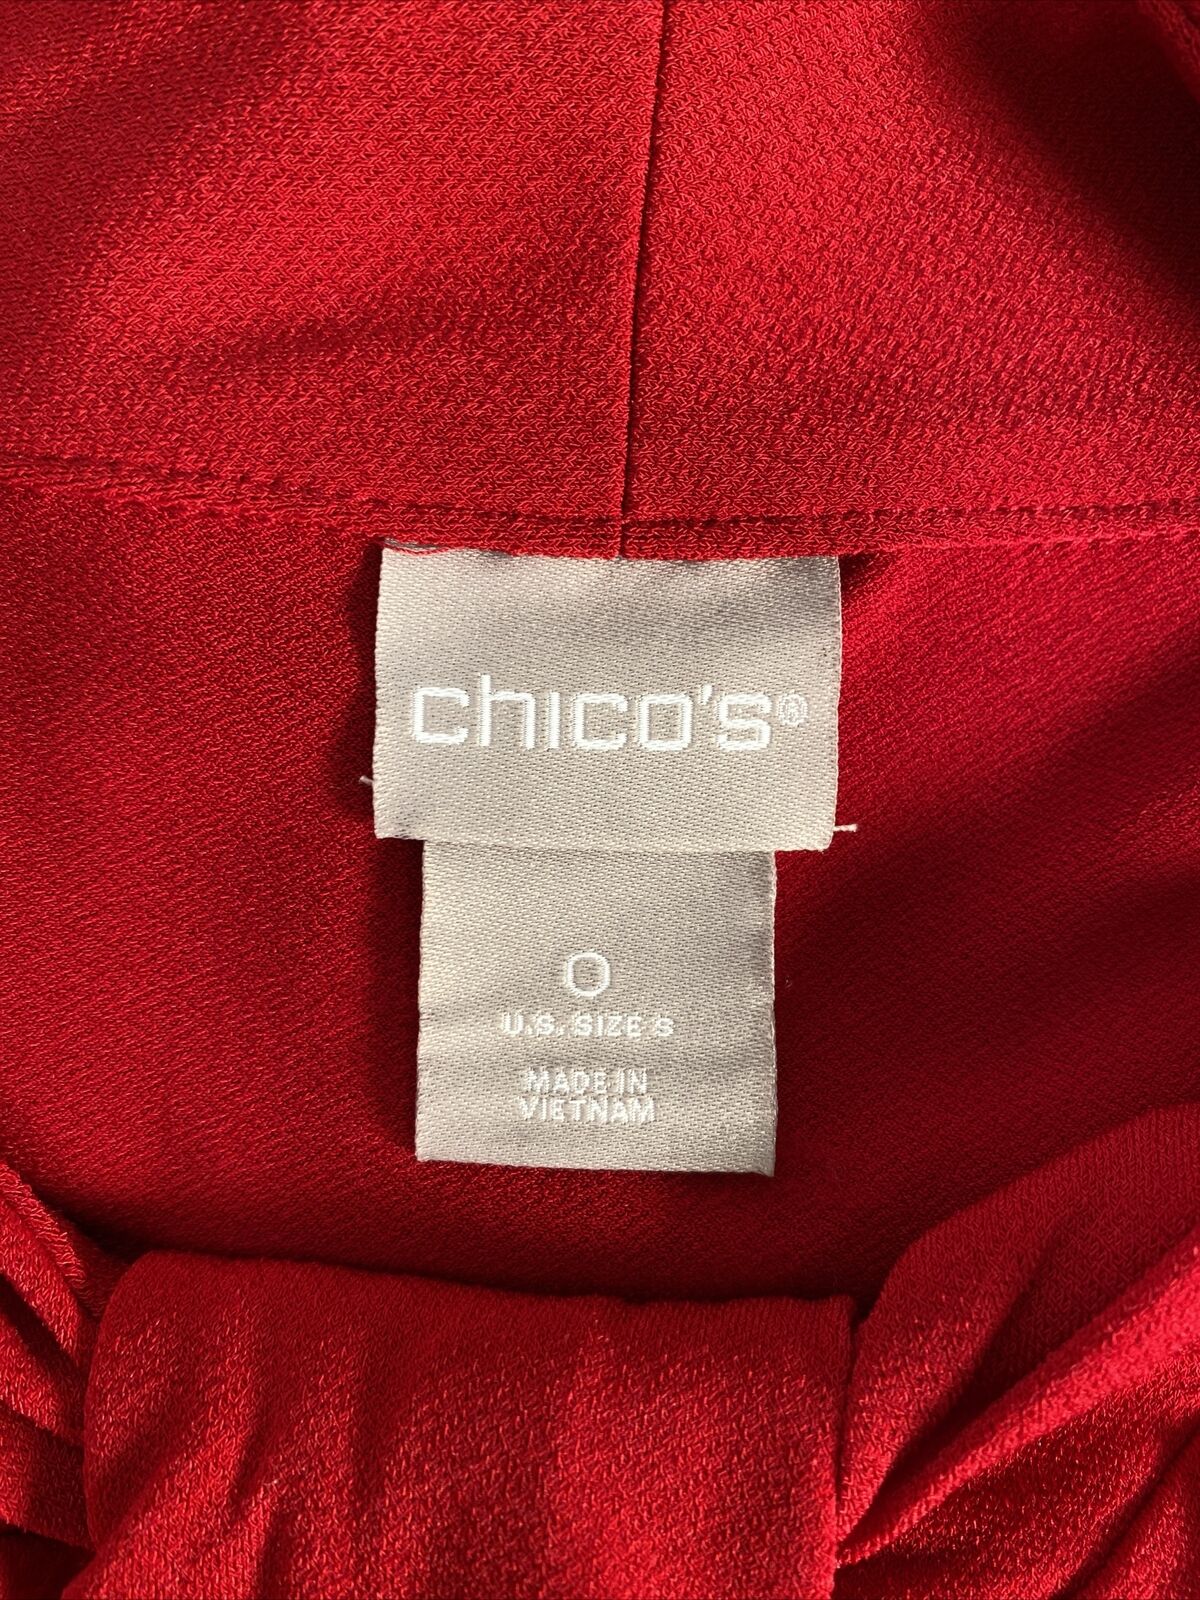 chico's®
0
U.S. SIZE S
MADE IN
VIETNAM